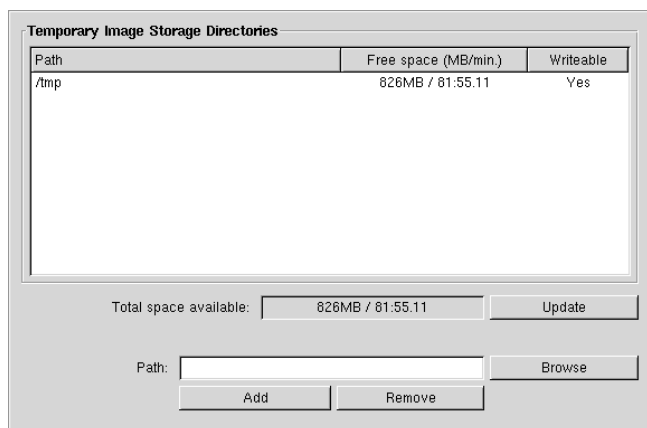 Temporary Image Storage Directories
Path Free space (MB/min.) Writeable
/tmp 826MB / 81:55.11 Yes
Total space available: 826MB / 81:55.11 Update
Path: Browse
Add Remove